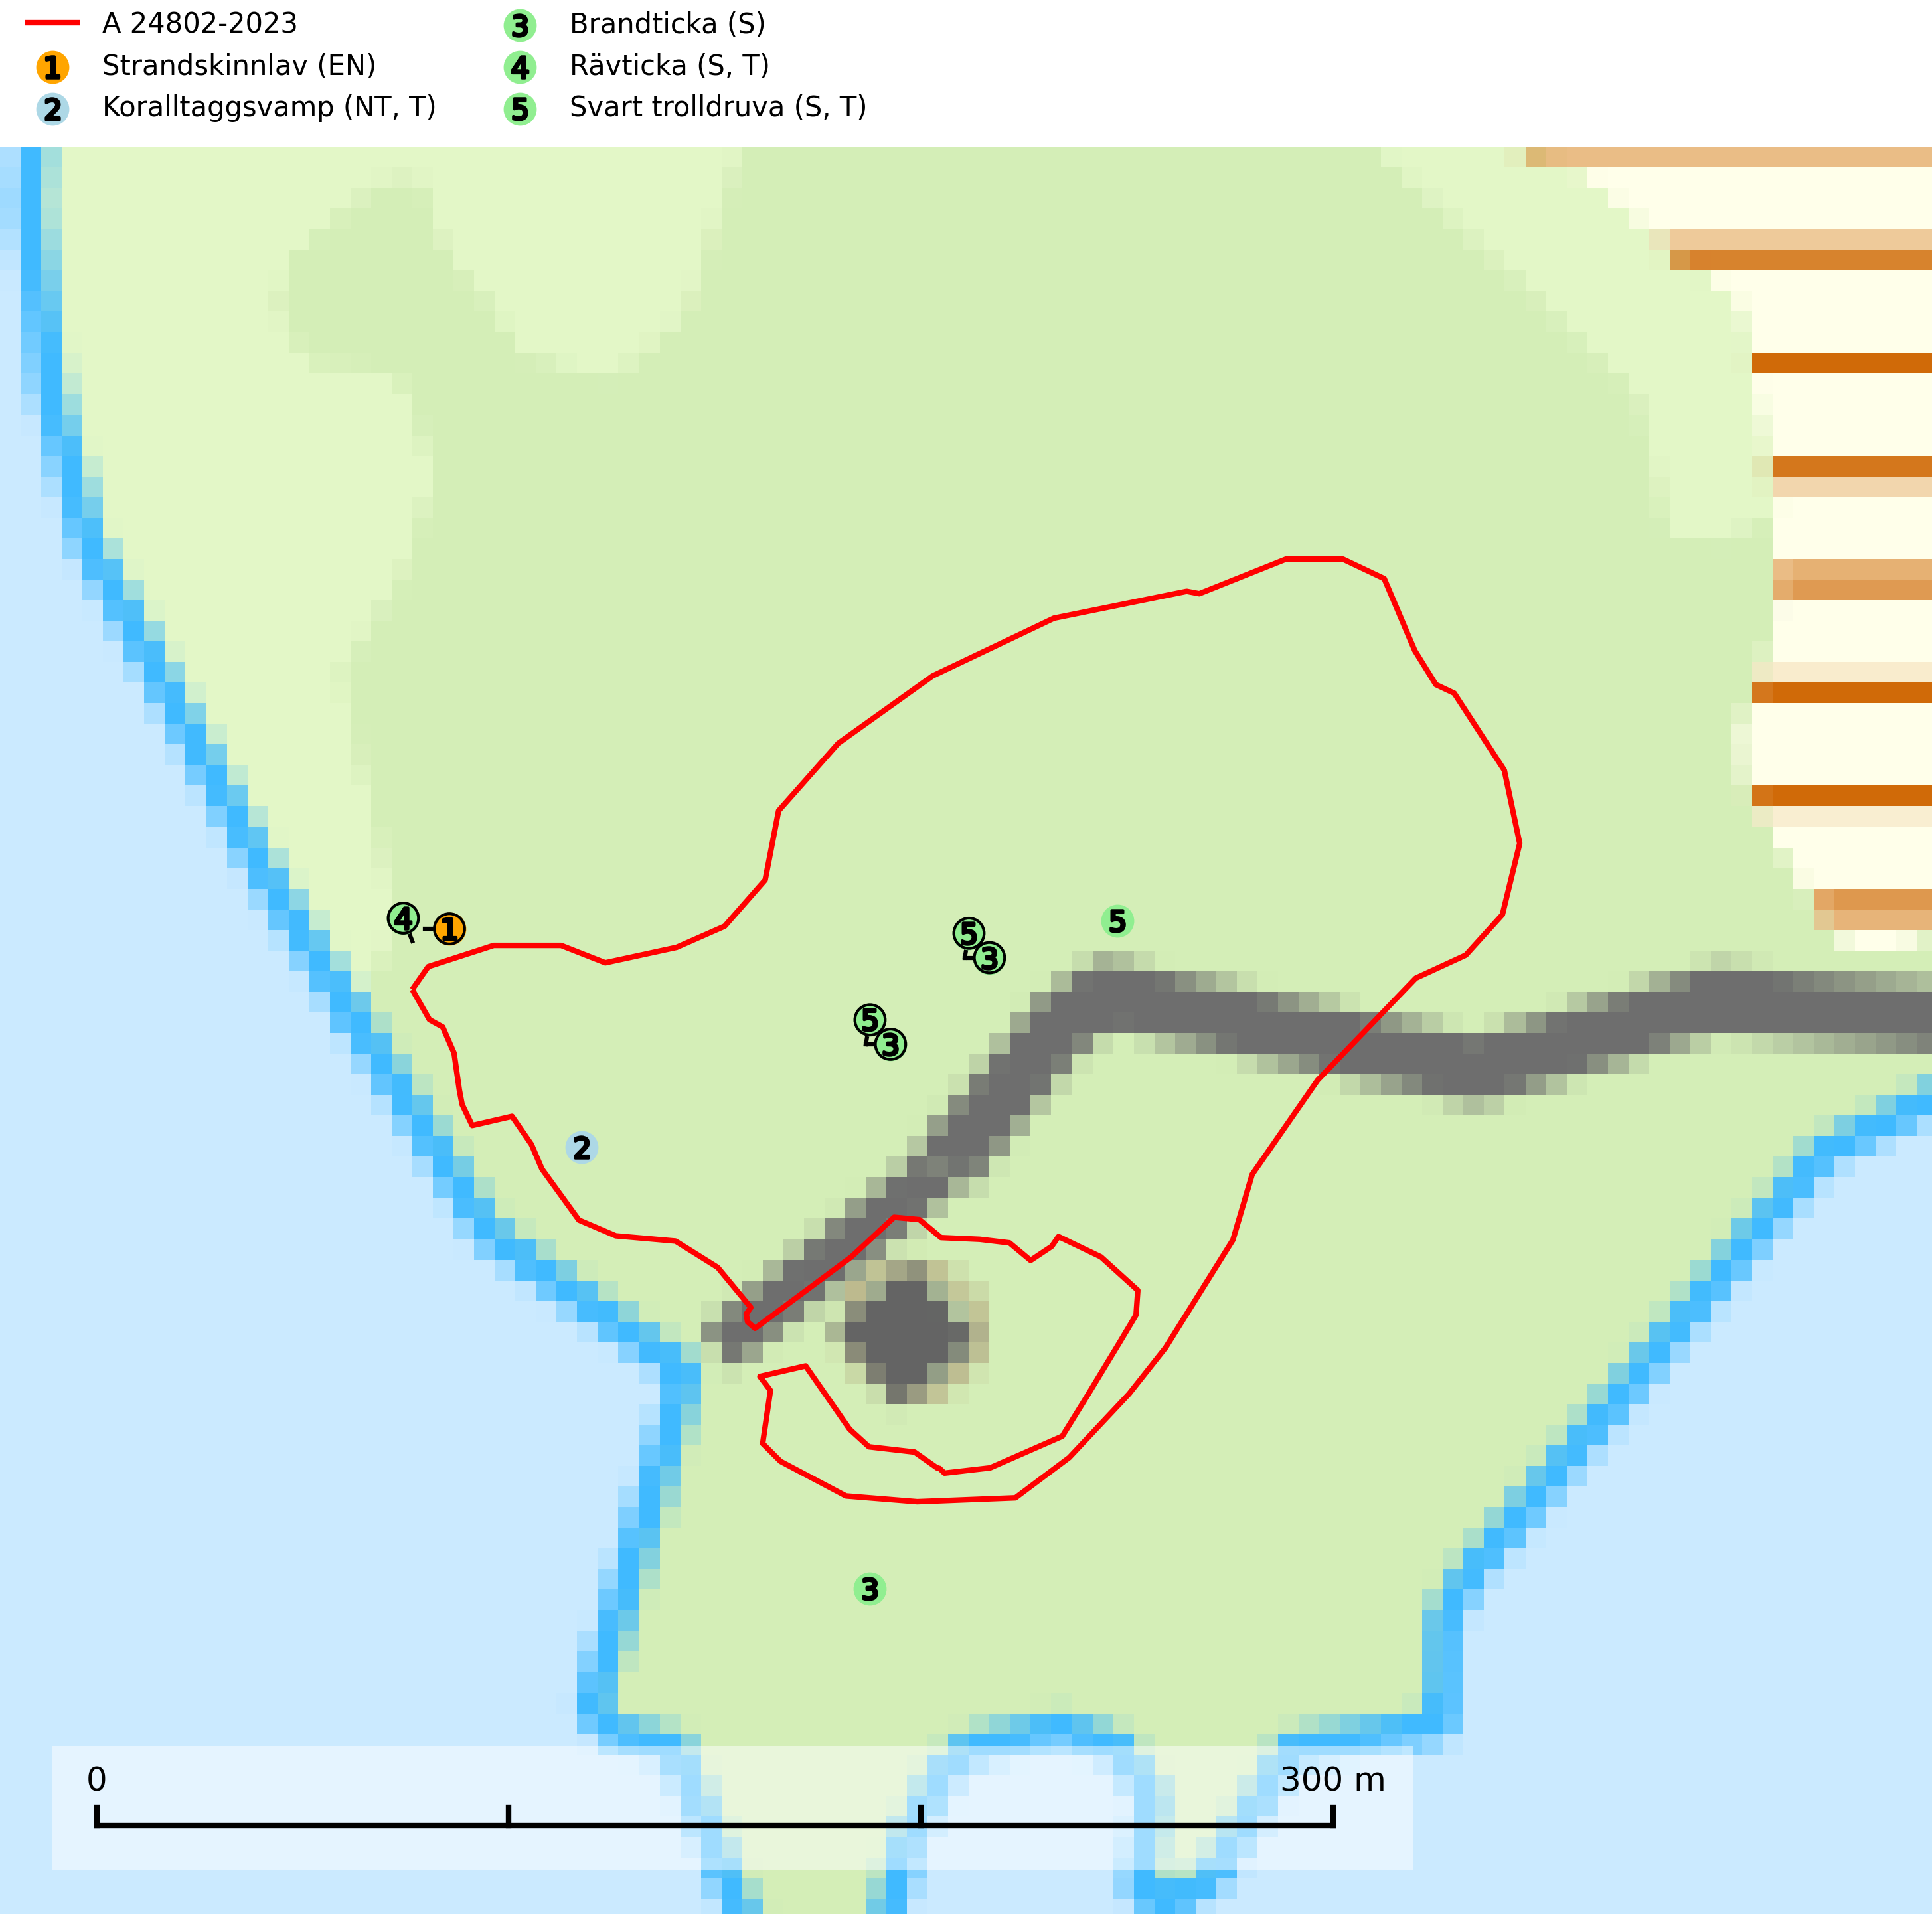 A 24802-2023
1 Strandskinnlav (EN)
2 Koralltaggsvamp (NT, T)
3 Brandticka (S)
4 Rävticka (S, T)
5 Svart trolldruva (S, T)
4 1
5 3
5
5 3
2
3
0 300 m